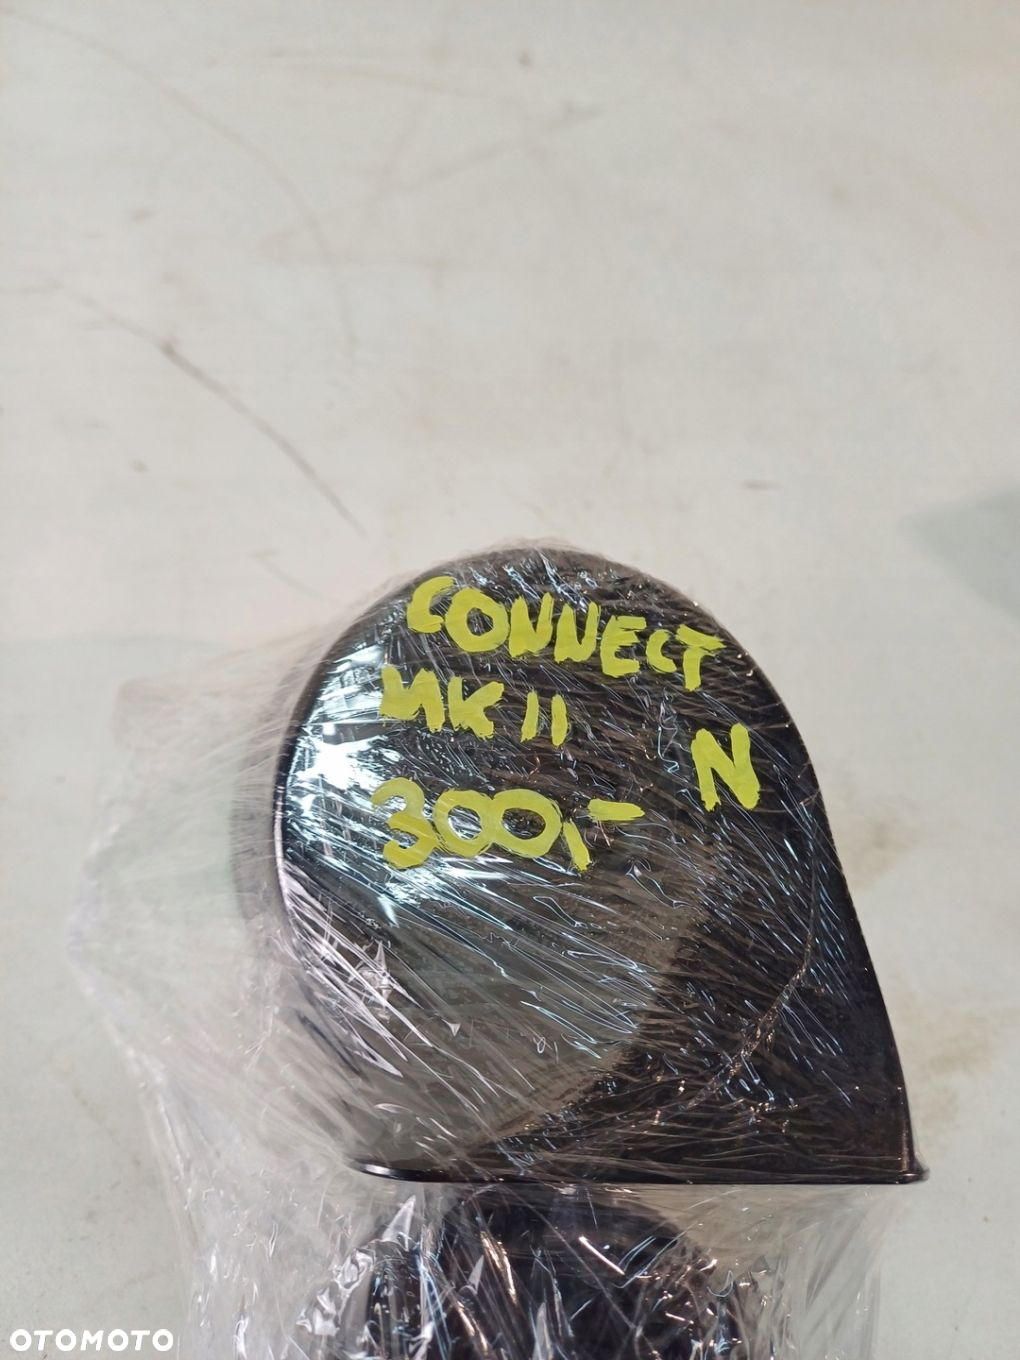 CONNECT
MK II
N
300,-
OTOMOTO